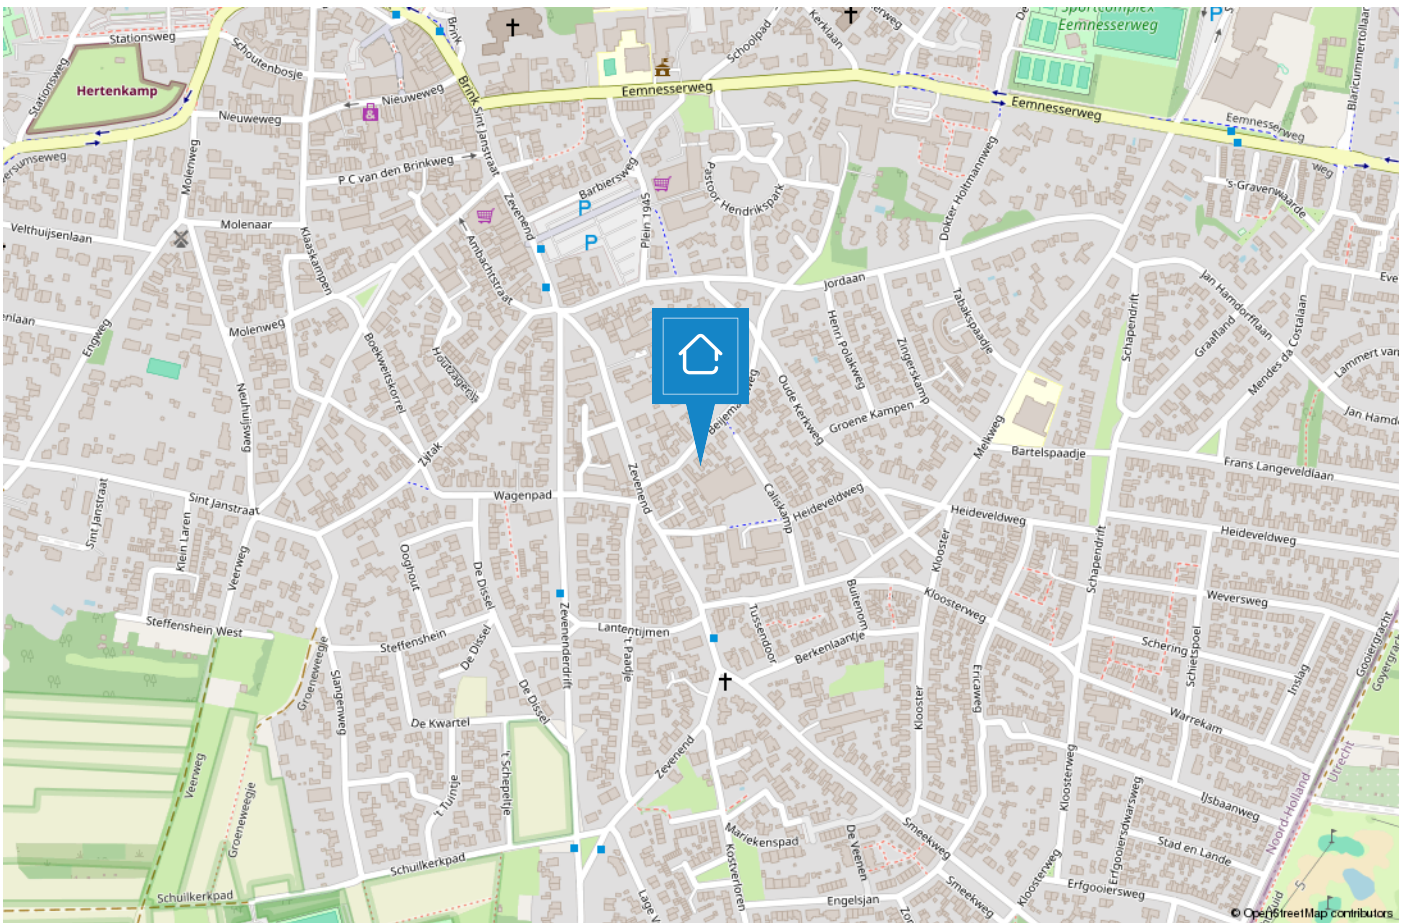 Stationsweg
Schoutenbosje
Stationsweg
Hertenkamp
Nieuweweg
Nieuweweg
Brink
Brink
Sint Janstraat
Schoolpad
Kerklaan
Eemnesserweg
Sportcomplex
Eemnesserweg
Eemnesserweg
Eemnesserweg
weg
Blaricummertollaan
P
Molenweg
P C van den Brinkweg
Barbiersweg
Zevenend
P
P
Plein 1945
Pastoor Hendrikspark
Dokter Holtmannweg
's-Gravenwaarde
Velthuijsenlaan
Molenaar
Klaaskampen
Ambachtstraat
Jordaan
Tabakspaadje
Schapendrift
Jan Hamdorfflaan
Graafland
Mendes da Costalaan
Engweg
Molenweg
Boekweitskorrel
Houtzagerij
Henri Polakweg
Zingerskamp
Oude Kerkweg
Groene Kampen
Melkweg
Bartelspaadje
Frans Langeveldlaan
Neuhuijsweg
Zijtak
Zevenend
Wagenpad
Caliskamp
Heideveldweg
Heideveldweg
Heideveldweg
Sint Janstraat
Sint Janstraat
Klein Laren
Veerweg
Ooghout
De Dissel
Klooster
Schapendrift
Kloosterweg
Weversweg
Steffenshein West
Steffenshein
De Dissel
Zevenenderdrift
Lantentijmen
't Paadje
Tussendoor
Buitenom
Berkenlaantje
Schering
Schietspoel
Inslag
Gooiergracht
Goyergracht
Groeneweegje
Slangenweg
De Dissel
De Kwartel
't Schepeltje
Klooster
Ericaweg
Warrekam
Zevenend
Veerweg
Groeneweegje
't Tuintje
Kloosterweg
Erfgooiersdwarsweg
IJsbaanweg
Noord-Holland
Utrecht
Schuilkerkpad
Schuilkerkpad
Mariekenspad
De Veenen
Smeekweg
Smeekweg
Stad en Lande
Kostverloren
Engelsjan
Kloosterweg
Erfgooiersweg
© OpenStreetMap contributors